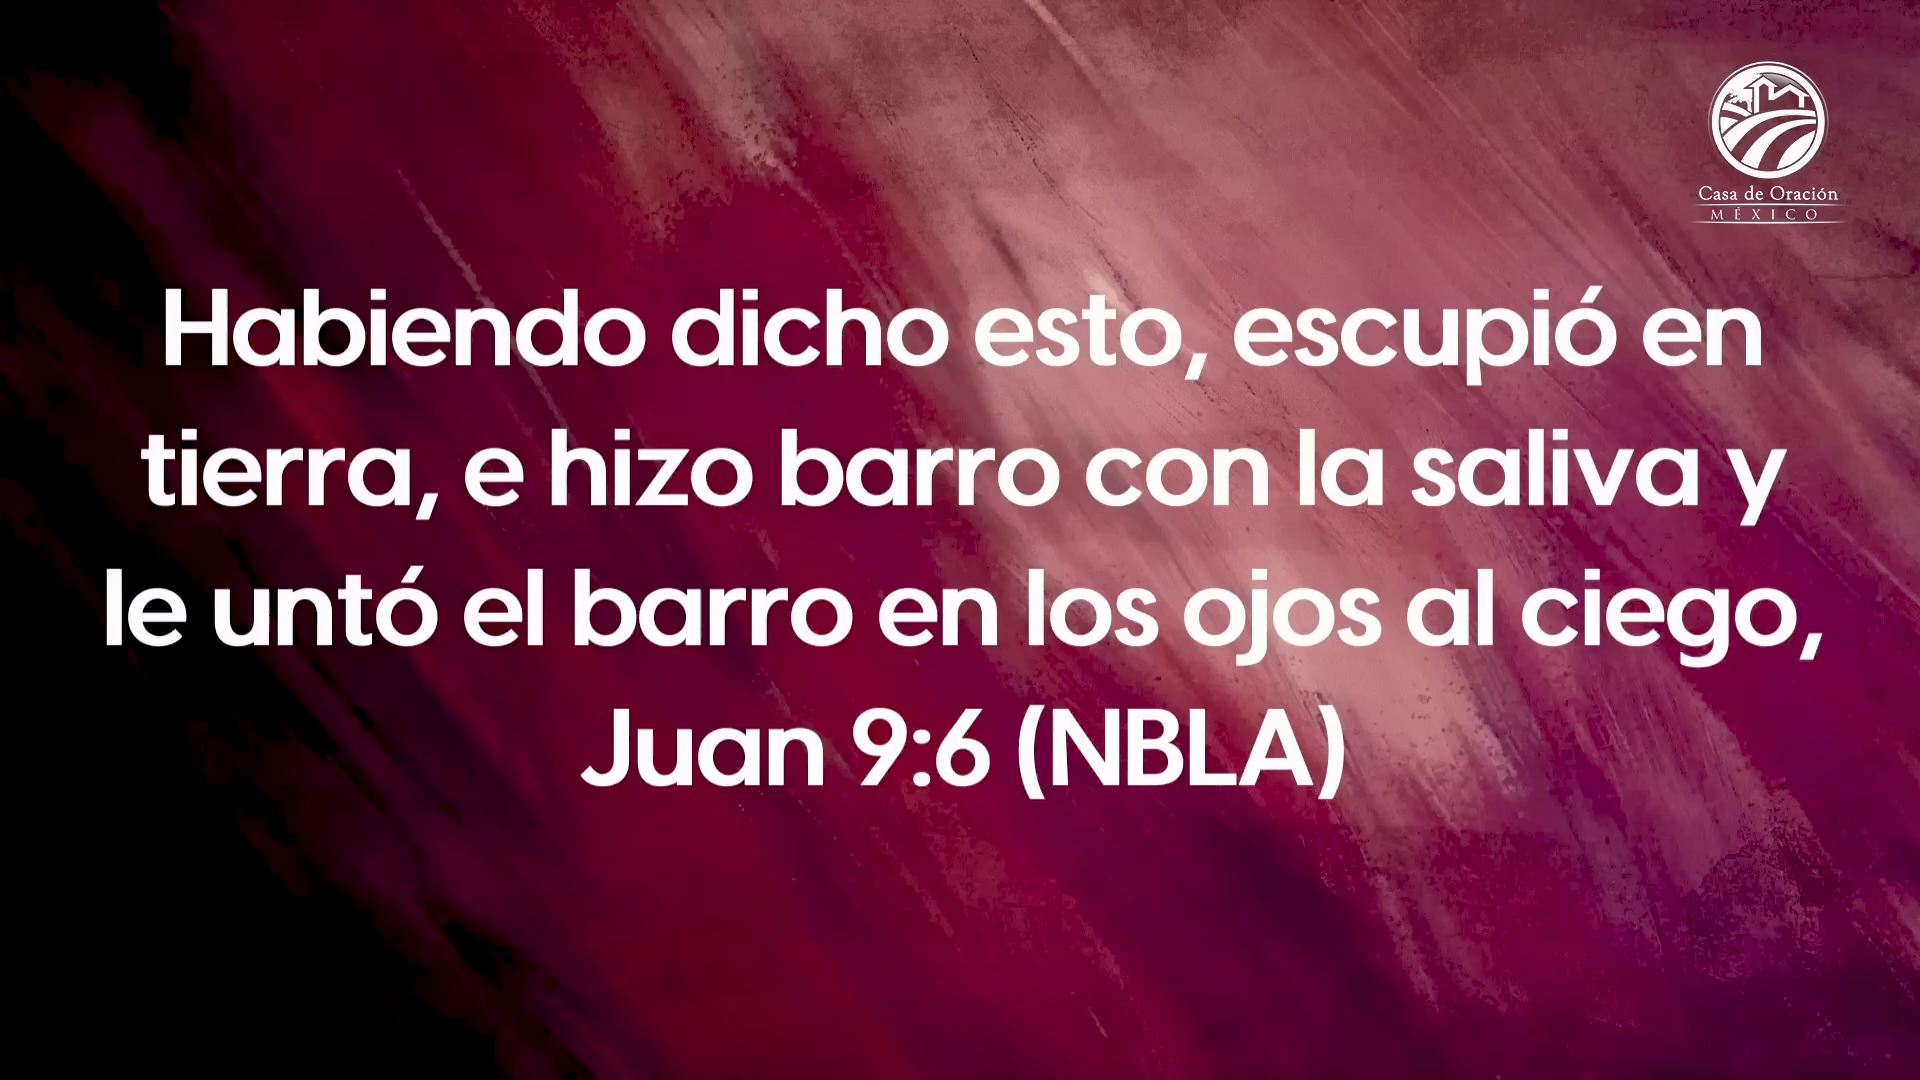 Casa de Oración
MÉXICO
Habiendo dicho esto, escupió en
tierra, e hizo barro con la saliva y
le untó el barro en los ojos al ciego,
Juan 9:6 (NBLA)